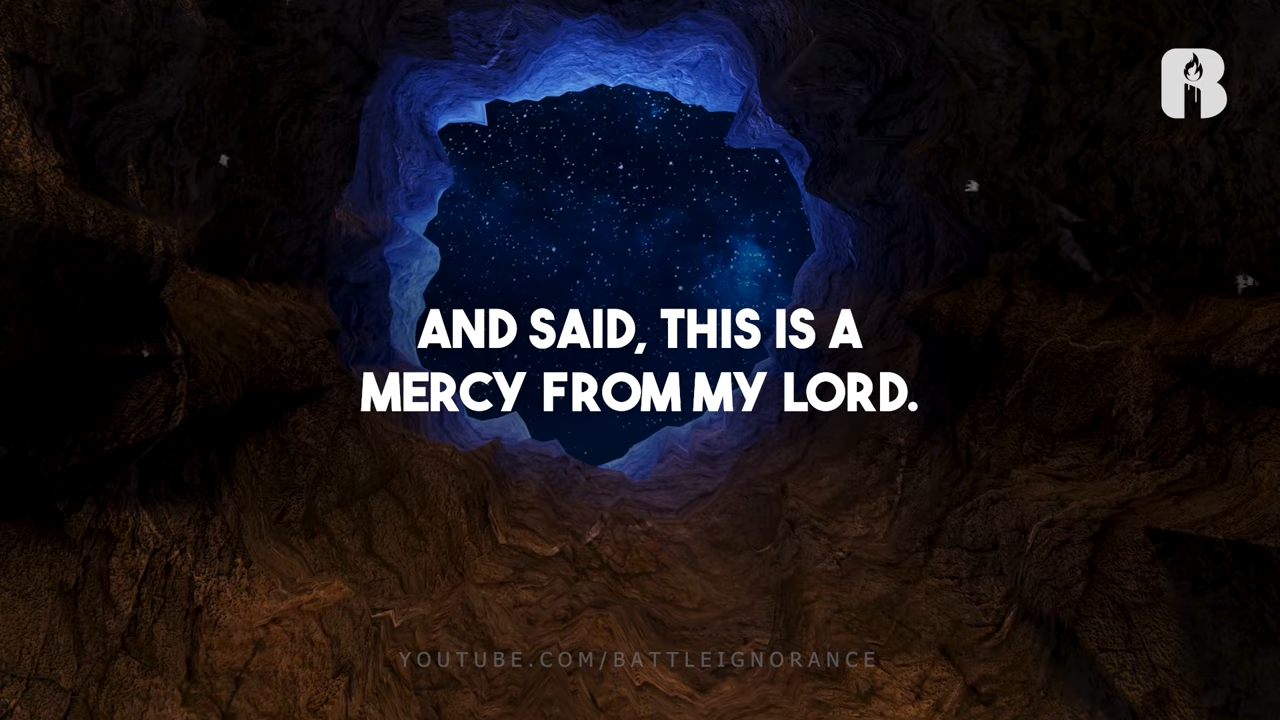 AND SAID, THIS IS A
MERCY FROM MY LORD.
YOUTUBE.COM/BATTLEIGNORANCE